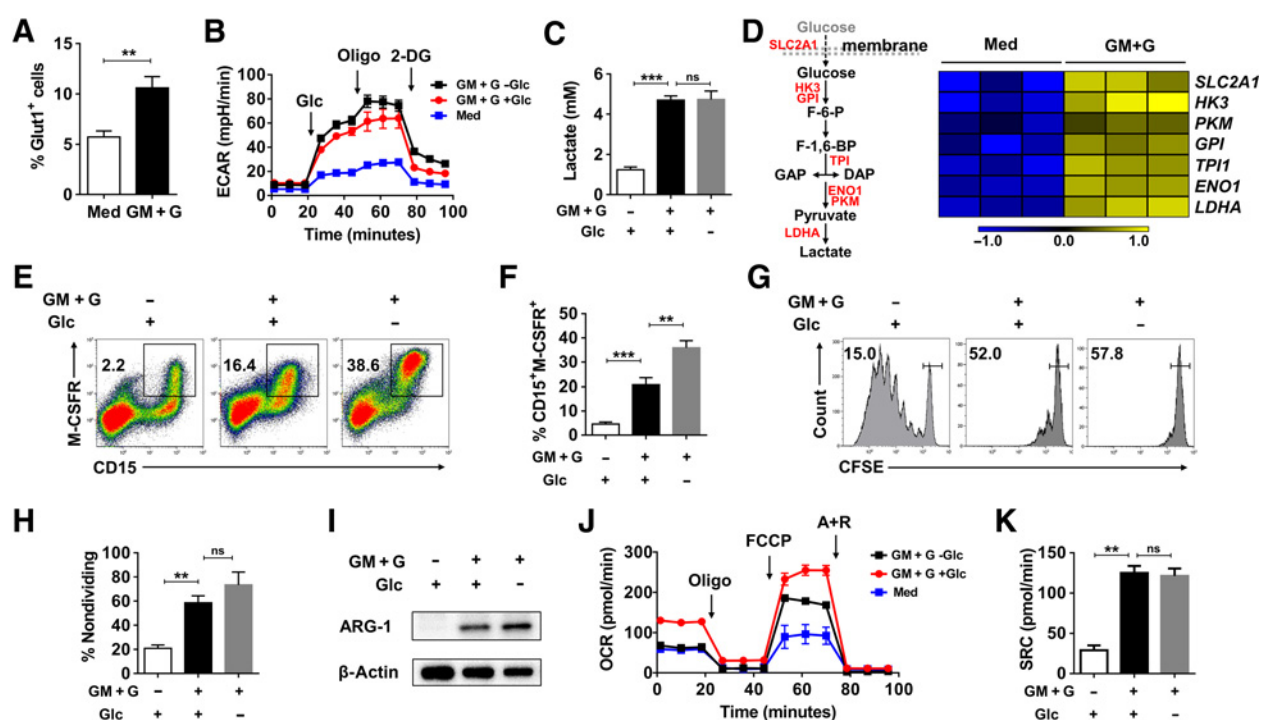 A
% Glut1+ cells
15
10
5
0
**
Med GM + G
B
ECAR (mpH/min)
100
80
60
40
20
0
Glc
Oligo
2-DG
GM + G -Glc
GM + G +Glc
Med
0 20 40 60 80 100
Time (minutes)
C
Lactate (mM)
6
4
2
0
*** ns
GM + G – + +
Glc + + –
D
Glucose
SLC2A1
membrane
Glucose
HK3
GPI
F-6-P
F-1,6-BP
TPI
GAP DAP
ENO1
PKM
Pyruvate
LDHA
Lactate
Med GM+G
SLC2A1
HK3
PKM
GPI
TPI1
ENO1
LDHA
–1.0 0.0 1.0
E
GM + G – + +
Glc + + –
M-CSFR
2.2 16.4 38.6
CD15
F
% CD15+M-CSFR+
50
40
30
20
10
0
*** **
GM + G – + +
Glc + + –
G
GM + G – + +
Glc + + –
Count
15.0 52.0 57.8
CFSE
H
% Nondividing
100
80
60
40
20
0
** ns
GM + G – + +
Glc + + –
I
GM + G – + +
Glc + + –
ARG-1
β-Actin
J
OCR (pmol/min)
300
200
100
0
Oligo
FCCP
A+R
GM + G -Glc
GM + G +Glc
Med
0 20 40 60 80 100
Time (minutes)
K
SRC (pmol/min)
150
100
50
0
** ns
GM + G – + +
Glc + + –